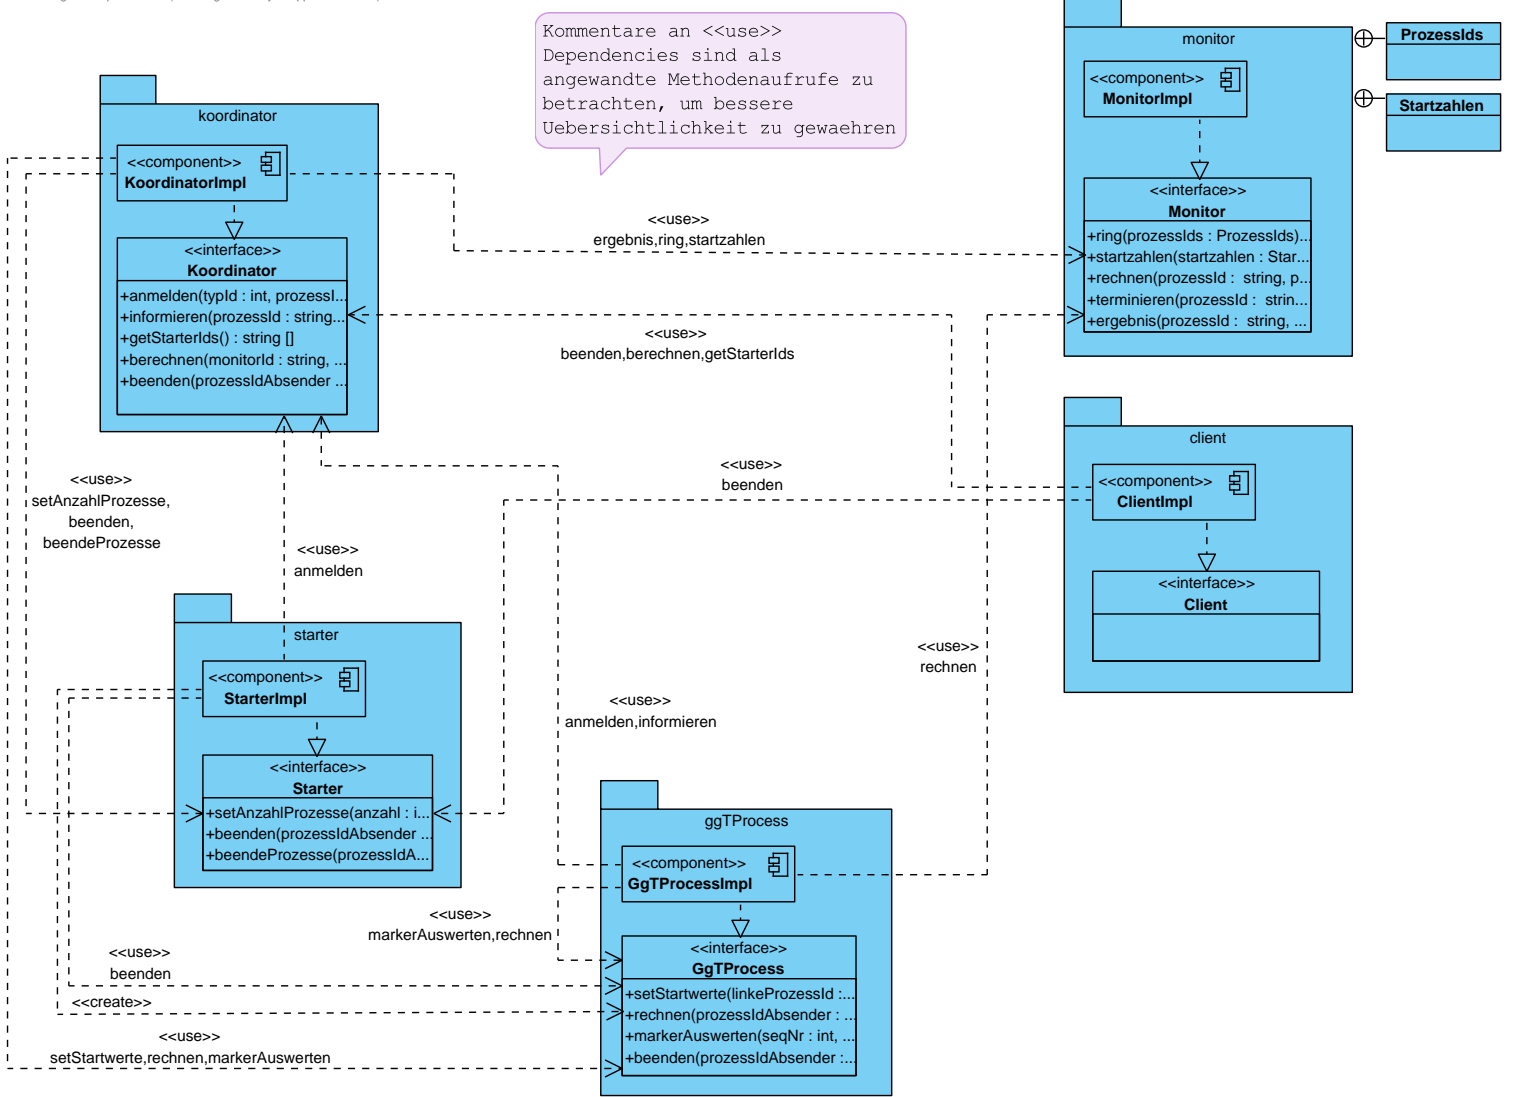 Kommentare an <<use>>
Dependencies sind als
angewandte Methodenaufrufe zu
betrachten, um bessere
Uebersichtlichkeit zu gewaehren
monitor
<<component>>
MonitorImpl
<<interface>>
Monitor
+ring(prozessIds : ProzessIds)...
+startzahlen(startzahlen : Star...
+rechnen(prozessId :  string, p...
+terminieren(prozessId :  strin...
+ergebnis(prozessId :  string, ...
ProzessIds
Startzahlen
koordinator
<<component>>
KoordinatorImpl
<<interface>>
Koordinator
+anmelden(typId : int, prozessI...
+informieren(prozessId : string...
+getStarterIds() : string []
+berechnen(monitorId : string, ...
+beenden(prozessIdAbsender ...
<<use>>
ergebnis,ring,startzahlen
<<use>>
beenden,berechnen,getStarterIds
client
<<component>>
ClientImpl
<<interface>>
Client
<<use>>
beenden
<<use>>
setAnzahlProzesse,
beenden,
beendeProzesse
<<use>>
anmelden
starter
<<component>>
StarterImpl
<<interface>>
Starter
+setAnzahlProzesse(anzahl : i...
+beenden(prozessIdAbsender ...
+beendeProzesse(prozessIdA...
<<use>>
rechnen
<<use>>
anmelden,informieren
ggTProcess
<<component>>
GgTProcessImpl
<<interface>>
GgTProcess
+setStartwerte(linkeProzessId :...
+rechnen(prozessIdAbsender : ...
+markerAuswerten(seqNr : int, ...
+beenden(prozessIdAbsender :...
<<use>>
markerAuswerten,rechnen
<<use>>
beenden
<<create>>
<<use>>
setStartwerte,rechnen,markerAuswerten